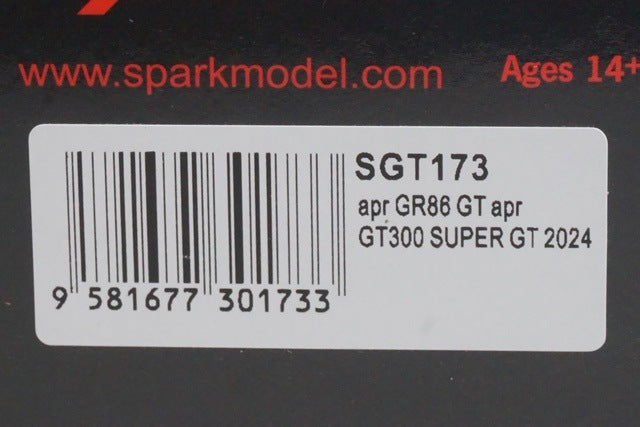 www.sparkmodel.com
Ages 14+
SGT173
apr GR86 GT apr
GT300 SUPER GT 2024
9 581677 301733